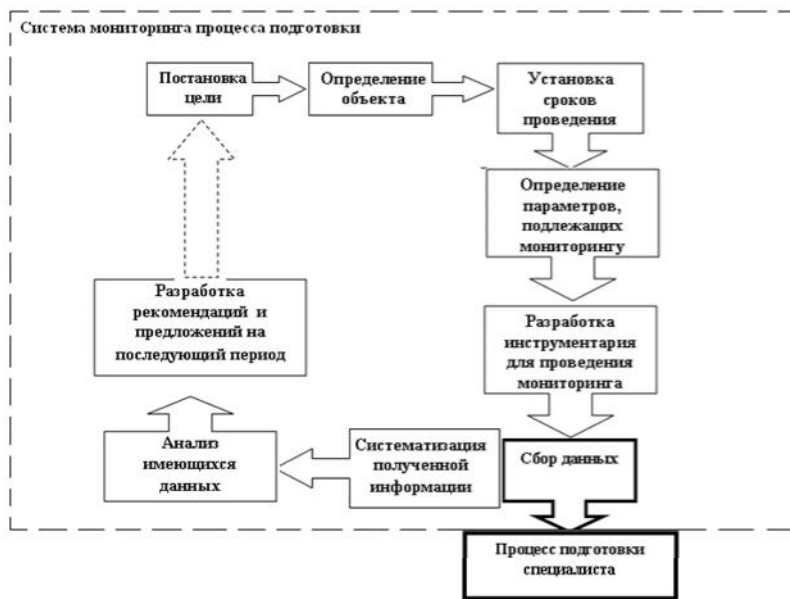 Система мониторинга процесса подготовки
Постановка
цели
Определение
объекта
Установка
сроков
проведения
Определение
параметров,
подлежащих
мониторингу
Разработка
инструментария
для проведения
мониторинга
Сбор данных
Процесс подготовки
специалиста
Систематизация
полученной
информации
Анализ
имеющихся
данных
Разработка
рекомендаций и
предложений на
последующий период